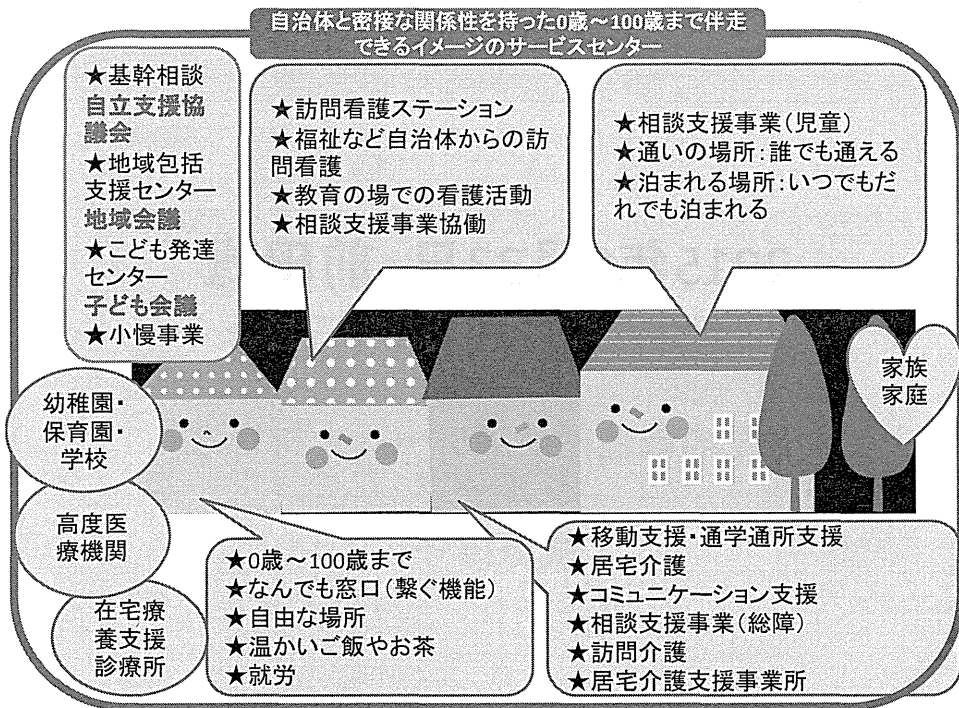 自治体と密接な関係性を持った0歳～100歳まで伴走
できるイメージのサービスセンター
★基幹相談
自立支援協
議会
★地域包括
支援センター
地域会議
★こども発達
センター
子ども会議
★小慢事業
★訪問看護ステーション
★福祉など自治体からの訪
問看護
★教育の場での看護活動
★相談支援事業協働
★相談支援事業(児童)
★通いの場所:誰でも通える
★泊まれる場所:いつでもだ
れでも泊まれる
家族
家庭
幼稚園・
保育園・
学校
高度医
療機関
在宅療
養支援
診療所
★0歳～100歳まで
★なんでも窓口(繋ぐ機能)
★自由な場所
★温かいご飯やお茶
★就労
★移動支援・通学通所支援
★居宅介護
★コミュニケーション支援
★相談支援事業(総障)
★訪問介護
★居宅介護支援事業所